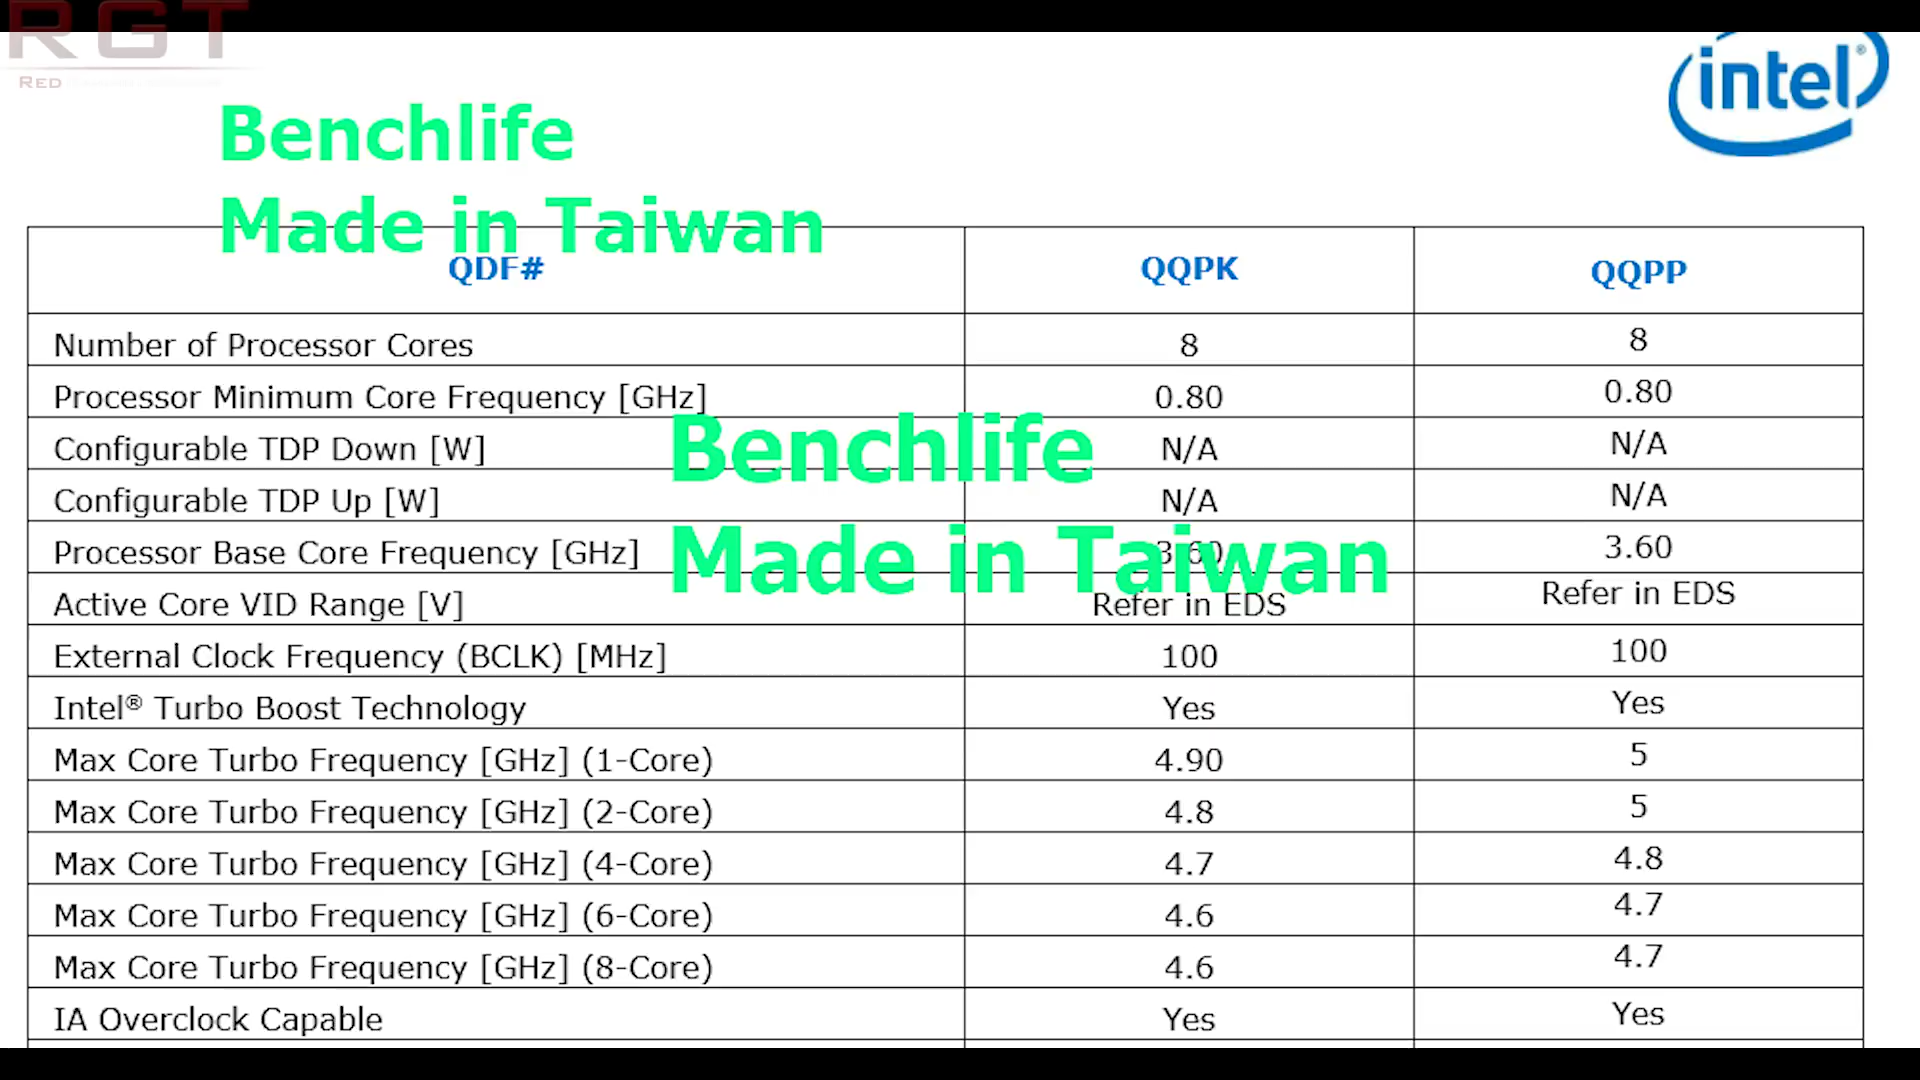 RGT
RED
intel®
Benchlife
Made in Taiwan
QDF# QQPK QQPP
Number of Processor Cores 8 8
Processor Minimum Core Frequency [GHz] 0.80 0.80
Benchlife
Made in Taiwan
Configurable TDP Down [W] N/A N/A
Configurable TDP Up [W] N/A N/A
Processor Base Core Frequency [GHz] 3.60 3.60
Active Core VID Range [V] Refer in EDS Refer in EDS
External Clock Frequency (BCLK) [MHz] 100 100
Intel® Turbo Boost Technology Yes Yes
Max Core Turbo Frequency [GHz] (1-Core) 4.90 5
Max Core Turbo Frequency [GHz] (2-Core) 4.8 5
Max Core Turbo Frequency [GHz] (4-Core) 4.7 4.8
Max Core Turbo Frequency [GHz] (6-Core) 4.6 4.7
Max Core Turbo Frequency [GHz] (8-Core) 4.6 4.7
IA Overclock Capable Yes Yes